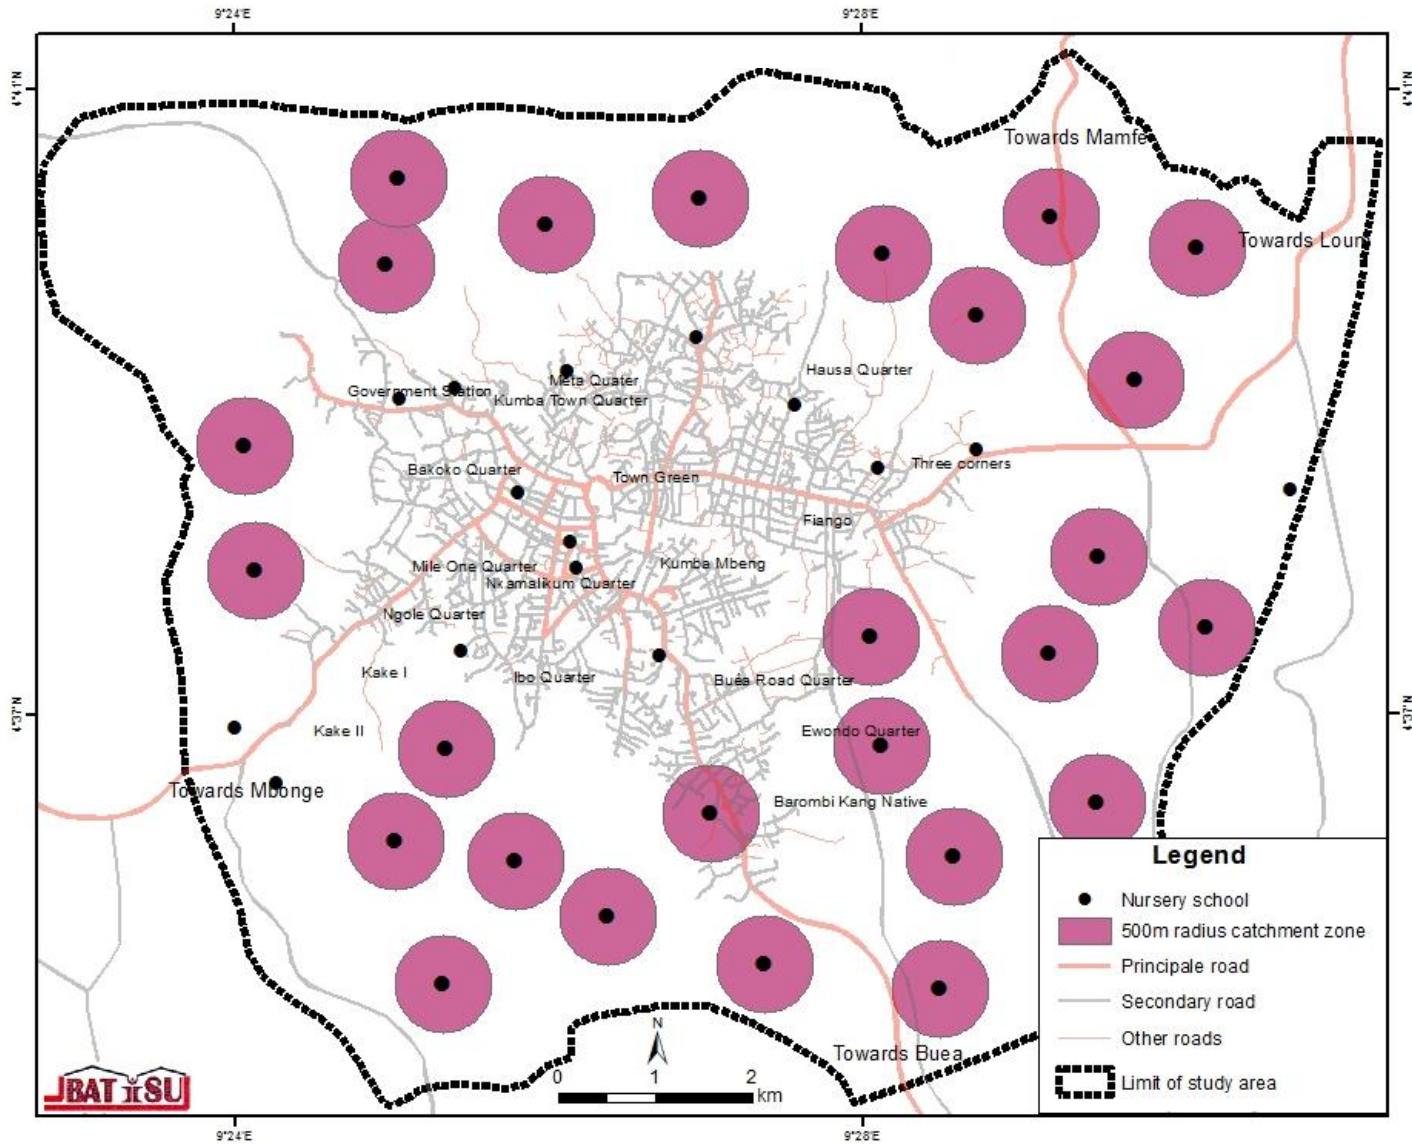 9°24'E
9°28'E
4°41'N
4°41'N
Towards Mamfe
Towards Loum
Hausa Quarter
Meta Quater
Government Station
Kumba Town Quarter
Bakoko Quarter
Town Green
Three corners
Fiango
Mile One Quarter
Kumba Mbeng
Nkamalikum Quarter
Ngole Quarter
Kake I
Ibo Quarter
Buea Road Quarter
4°37'N
4°37'N
Kake II
Ewondo Quarter
Towards Mbonge
Barombi Kang Native
Legend
Nursery school
500m radius catchment zone
Principale road
Secondary road
Other roads
Limit of study area
N
Towards Buea
0 1 2
km
BATiSU
9°24'E
9°28'E